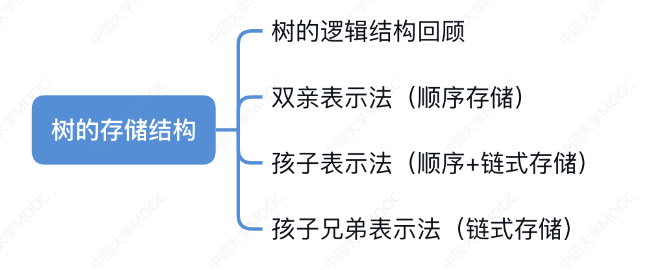 树的逻辑结构回顾
双亲表示法（顺序存储）
树的存储结构
孩子表示法（顺序+链式存储）
孩子兄弟表示法（链式存储）
中国大学MOOC